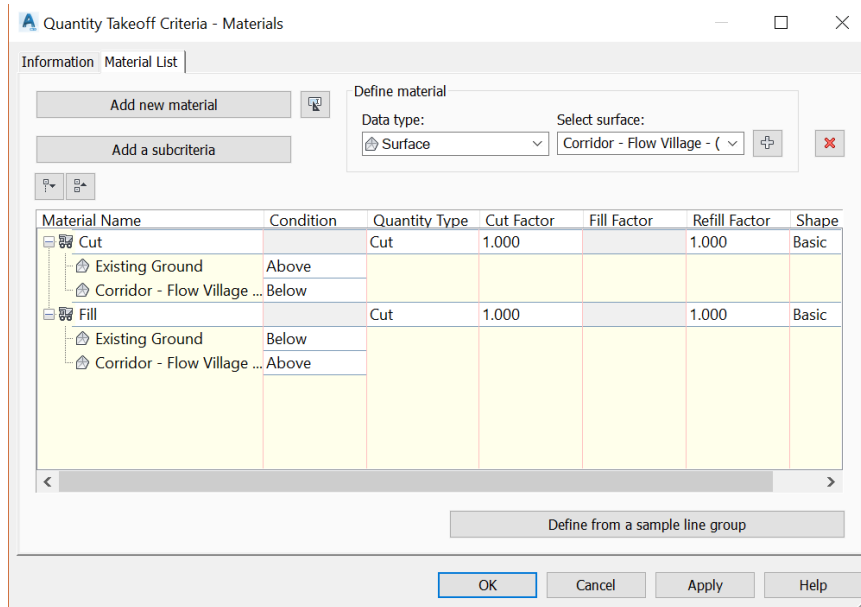 Quantity Takeoff Criteria - Materials
Information Material List
Add new material
Define material
Data type: Select surface:
Surface Corridor - Flow Village - (
Add a subcriteria
Material Name Condition Quantity Type Cut Factor Fill Factor Refill Factor Shape
Cut Cut 1.000 1.000 Basic
Existing Ground Above
Corridor - Flow Village ... Below
Fill Cut 1.000 1.000 Basic
Existing Ground Below
Corridor - Flow Village ... Above
Define from a sample line group
OK Cancel Apply Help